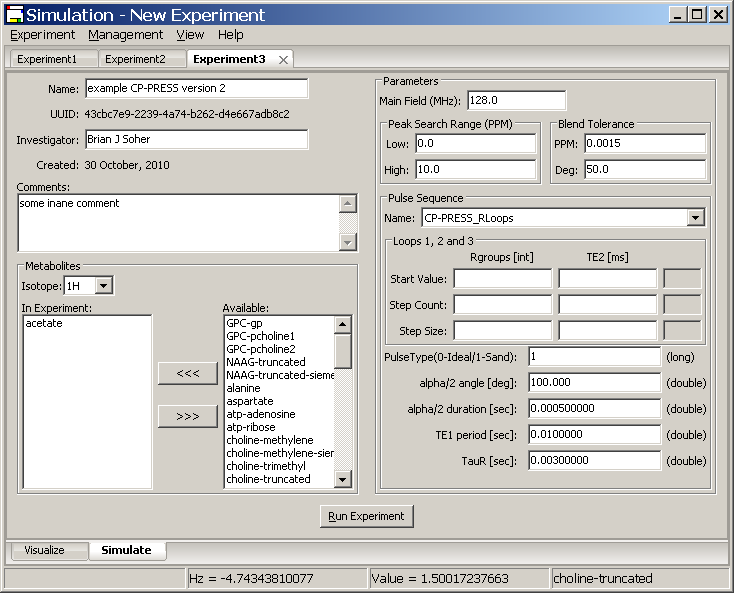 Simulation - New Experiment
Experiment Management View Help
Experiment1 Experiment2 Experiment3
Name: example CP-PRESS version 2
UUID: 43cbc7e9-2239-4a74-b262-d4e667adb8c2
Investigator: Brian J Soher
Created: 30 October, 2010
Comments:
some inane comment
Metabolites
Isotope: 1H
In Experiment:
acetate
<<<
>>>
Available:
GPC-gp
GPC-pcholine1
GPC-pcholine2
NAAG-truncated
NAAG-truncated-sieme
alanine
aspartate
atp-adenosine
atp-ribose
choline-methylene
choline-methylene-sier
choline-trimethyl
choline-truncated
Parameters
Main Field (MHz): 128.0
Peak Search Range (PPM)
Low: 0.0
High: 10.0
Blend Tolerance
PPM: 0.0015
Deg: 50.0
Pulse Sequence
Name: CP-PRESS_RLoops
Loops 1, 2 and 3
Rgroups [int] TE2 [ms]
Start Value:
Step Count:
Step Size:
PulseType(0-Ideal/1-Sand): 1 (long)
alpha/2 angle [deg]: 100.000 (double)
alpha/2 duration [sec]: 0.000500000 (double)
TE1 period [sec]: 0.0100000 (double)
TauR [sec]: 0.00300000 (double)
Run Experiment
Visualize Simulate
Hz = -4.74343810077 Value = 1.50017237663 choline-truncated